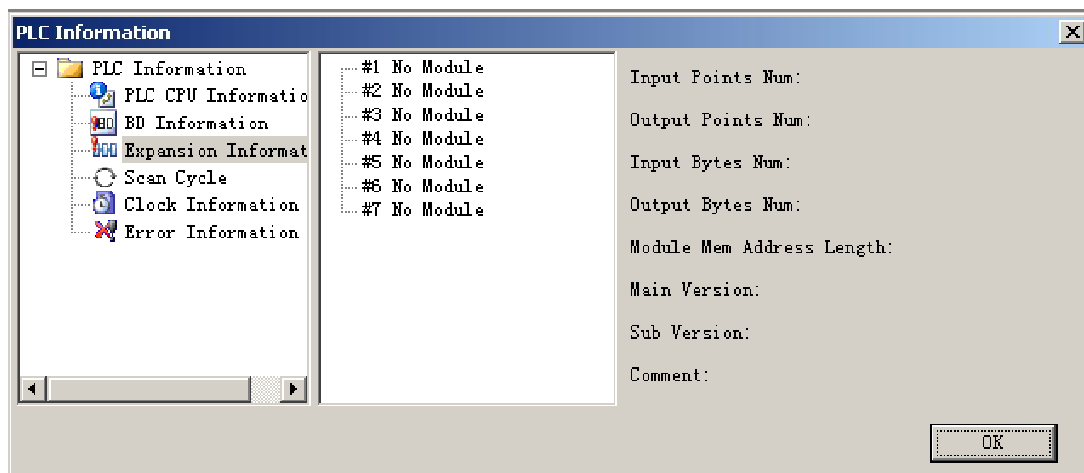 PLC Information
PLC Information
PLC CPU Informatio
BD Information
Expansion Informat
Scan Cycle
Clock Information
Error Information
#1 No Module
#2 No Module
#3 No Module
#4 No Module
#5 No Module
#6 No Module
#7 No Module
Input Points Num:
Output Points Num:
Input Bytes Num:
Output Bytes Num:
Module Mem Address Length:
Main Version:
Sub Version:
Comment:
OK